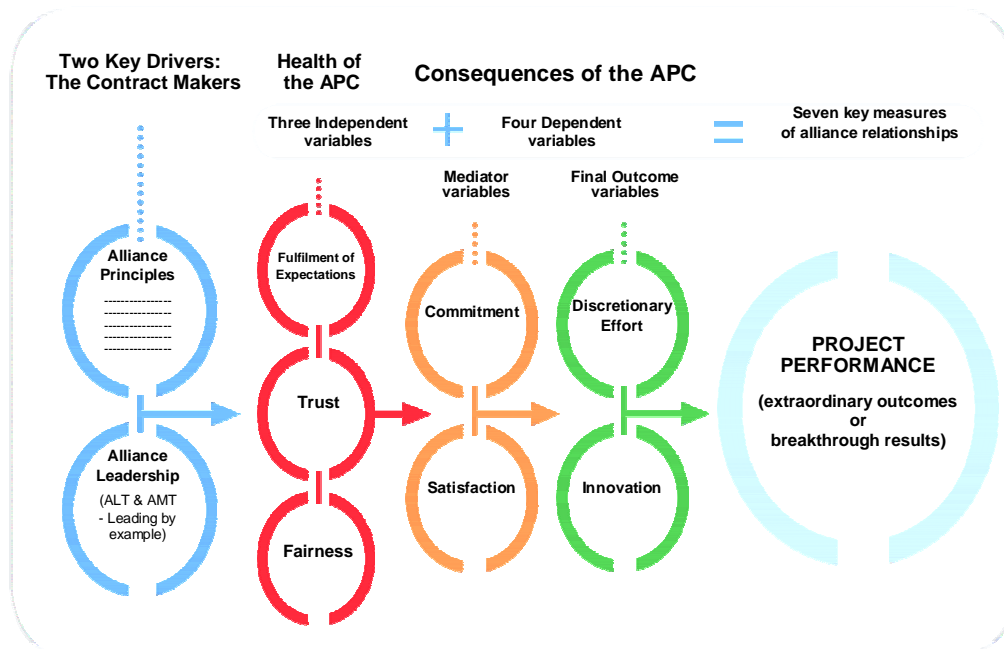 Two Key Drivers:
The Contract Makers
Health of
the APC
Consequences of the APC
Three Independent
variables
Four Dependent
variables
Seven key measures
of alliance relationships
Mediator
variables
Final Outcome
variables
Alliance
Principles
----------------
----------------
----------------
----------------
----------------
Alliance
Leadership
(ALT & AMT
- Leading by
example)
Fulfilment of
Expectations
Trust
Fairness
Commitment
Satisfaction
Discretionary
Effort
Innovation
PROJECT
PERFORMANCE
(extraordinary outcomes
or
breakthrough results)